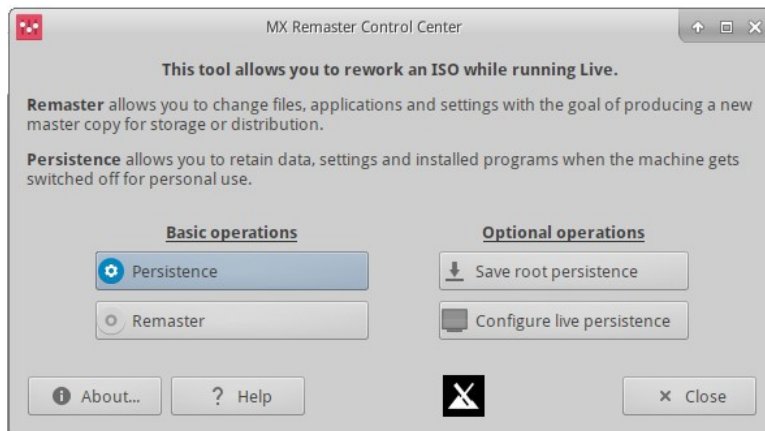 MX Remaster Control Center
This tool allows you to rework an ISO while running Live.
Remaster allows you to change files, applications and settings with the goal of producing a new
master copy for storage or distribution.
Persistence allows you to retain data, settings and installed programs when the machine gets
switched off for personal use.
Basic operations
Optional operations
Persistence
Save root persistence
Remaster
Configure live persistence
About...
? Help
Close